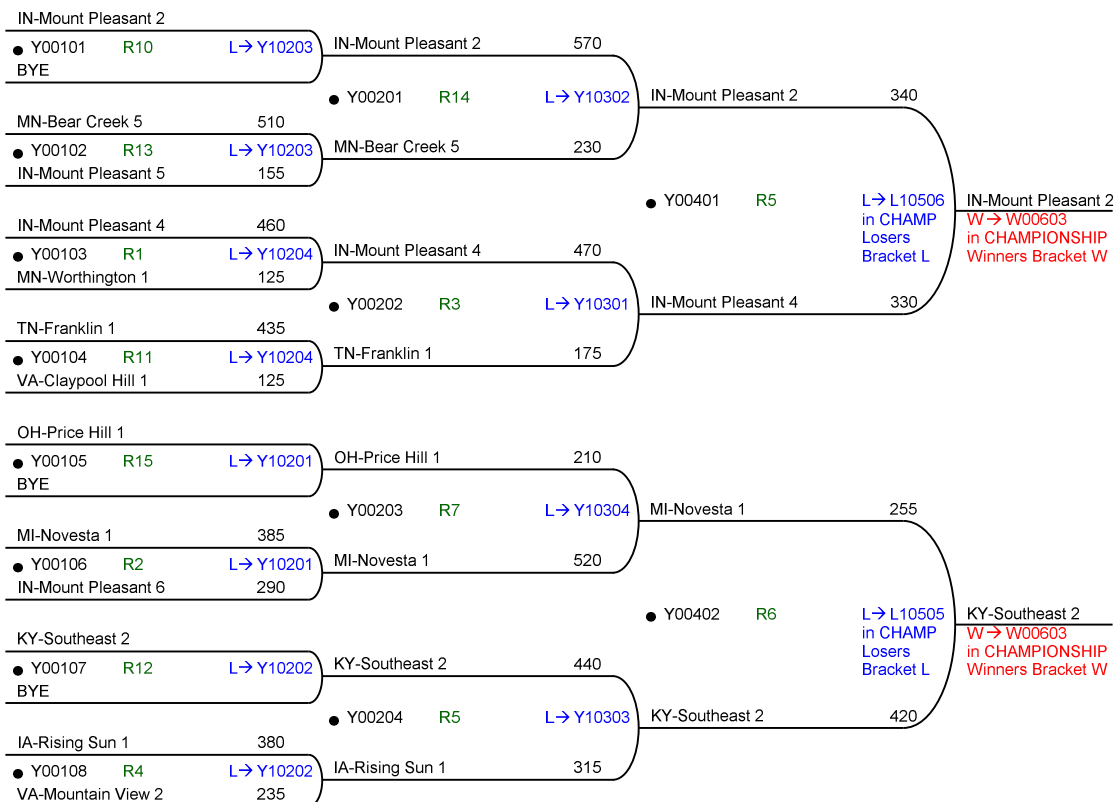 IN-Mount Pleasant 2
Y00101 R10 L→ Y10203
BYE
IN-Mount Pleasant 2 570
Y00201 R14 L→ Y10302
MN-Bear Creek 5 230
MN-Bear Creek 5 510
Y00102 R13 L→ Y10203
IN-Mount Pleasant 5 155
IN-Mount Pleasant 2 340
Y00401 R5 L→ L10506
in CHAMP
Losers
Bracket L
IN-Mount Pleasant 4 330
IN-Mount Pleasant 2
W→ W00603
in CHAMPIONSHIP
Winners Bracket W
IN-Mount Pleasant 4 460
Y00103 R1 L→ Y10204
MN-Worthington 1 125
IN-Mount Pleasant 4 470
Y00202 R3 L→ Y10301
TN-Franklin 1 175
TN-Franklin 1 435
Y00104 R11 L→ Y10204
VA-Claypool Hill 1 125
OH-Price Hill 1
Y00105 R15 L→ Y10201
BYE
OH-Price Hill 1 210
Y00203 R7 L→ Y10304
MI-Novesta 1 520
MI-Novesta 1 385
Y00106 R2 L→ Y10201
IN-Mount Pleasant 6 290
MI-Novesta 1 255
Y00402 R6 L→ L10505
in CHAMP
Losers
Bracket L
KY-Southeast 2 420
KY-Southeast 2
W→ W00603
in CHAMPIONSHIP
Winners Bracket W
KY-Southeast 2
Y00107 R12 L→ Y10202
BYE
KY-Southeast 2 440
Y00204 R5 L→ Y10303
IA-Rising Sun 1 315
IA-Rising Sun 1 380
Y00108 R4 L→ Y10202
VA-Mountain View 2 235